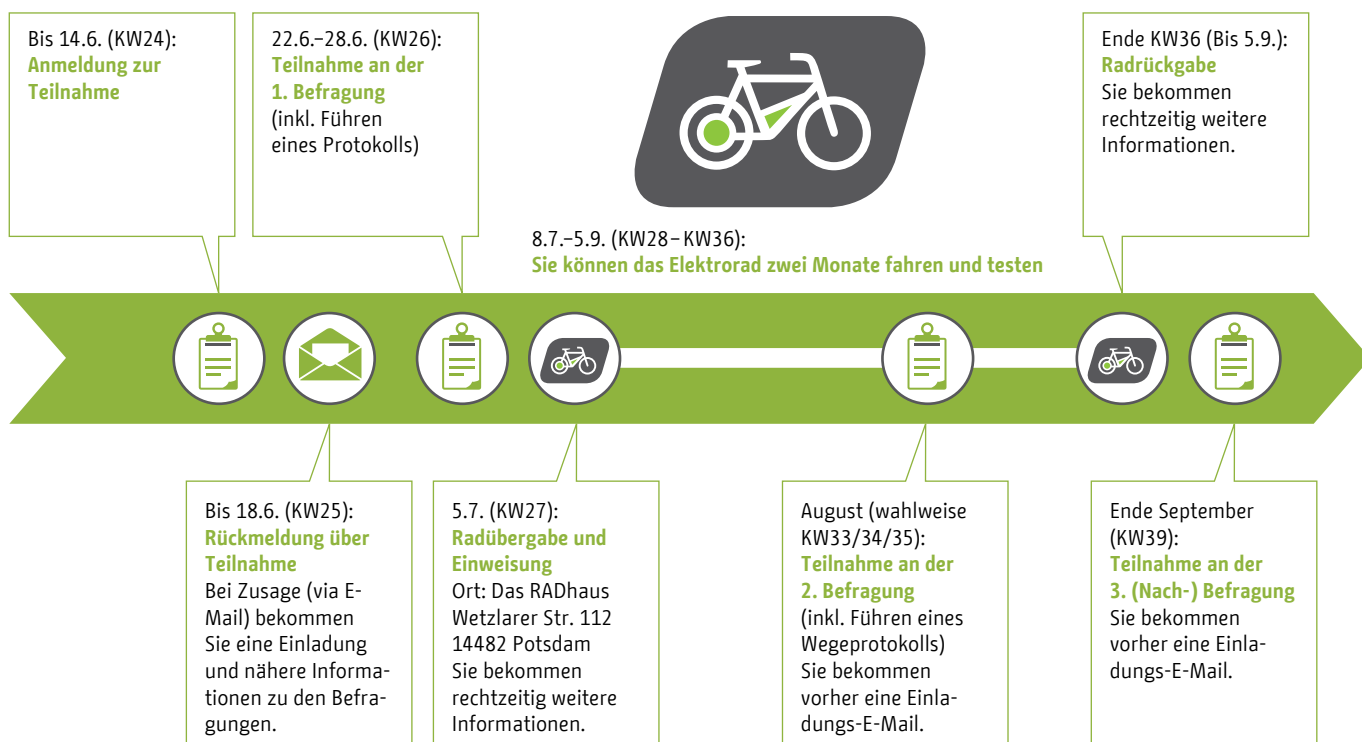 Bis 14.6. (KW24):
Anmeldung zur
Teilnahme
22.6.–28.6. (KW26):
Teilnahme an der
1. Befragung
(inkl. Führen
eines Protokolls)
8.7.–5.9. (KW28–KW36):
Sie können das Elektrorad zwei Monate fahren und testen
Ende KW36 (Bis 5.9.):
Radrückgabe
Sie bekommen
rechtzeitig weitere
Informationen.
Bis 18.6. (KW25):
Rückmeldung über
Teilnahme
Bei Zusage (via E-
Mail) bekommen
Sie eine Einladung
und nähere Informa-
tionen zu den Befra-
gungen.
5.7. (KW27):
Radübergabe und
Einweisung
Ort: Das RADhaus
Wetzlarer Str. 112
14482 Potsdam
Sie bekommen
rechtzeitig weitere
Informationen.
August (wahlweise
KW33/34/35):
Teilnahme an der
2. Befragung
(inkl. Führen eines
Wegeprotokolls)
Sie bekommen
vorher eine Einla-
dungs-E-Mail.
Ende September
(KW39):
Teilnahme an der
3. (Nach-) Befragung
Sie bekommen
vorher eine Einla-
dungs-E-Mail.